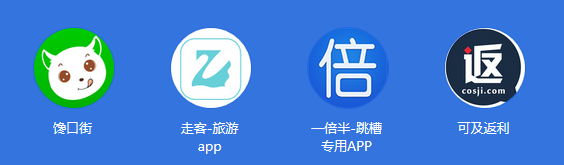 倍
返
cosji.com
馋口街
走客-旅游
app
一倍半-跳槽
专用APP
可及返利